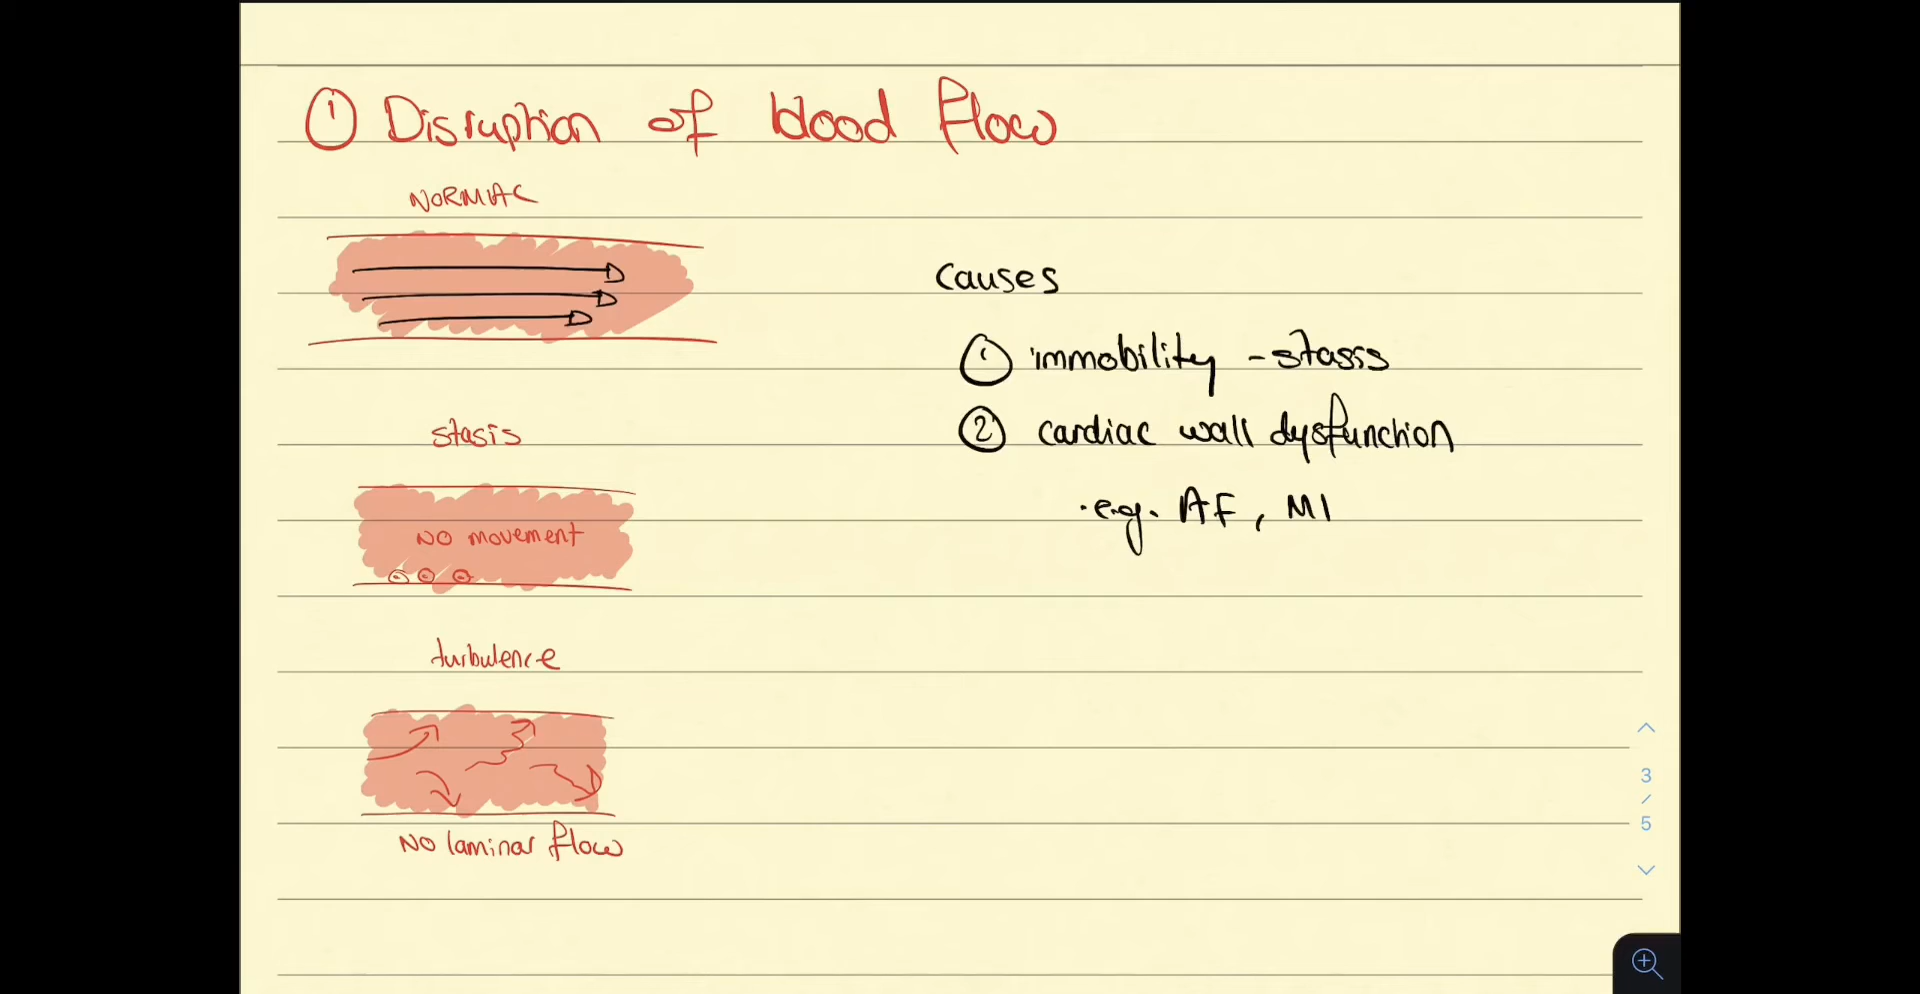 ① Disruption of blood flow
NORMAL
stasis
NO movement
turbulence
NO laminar flow
Causes
① immobility - stasis
② cardiac wall dysfunction
· e.g. AF, MI
3
/
5